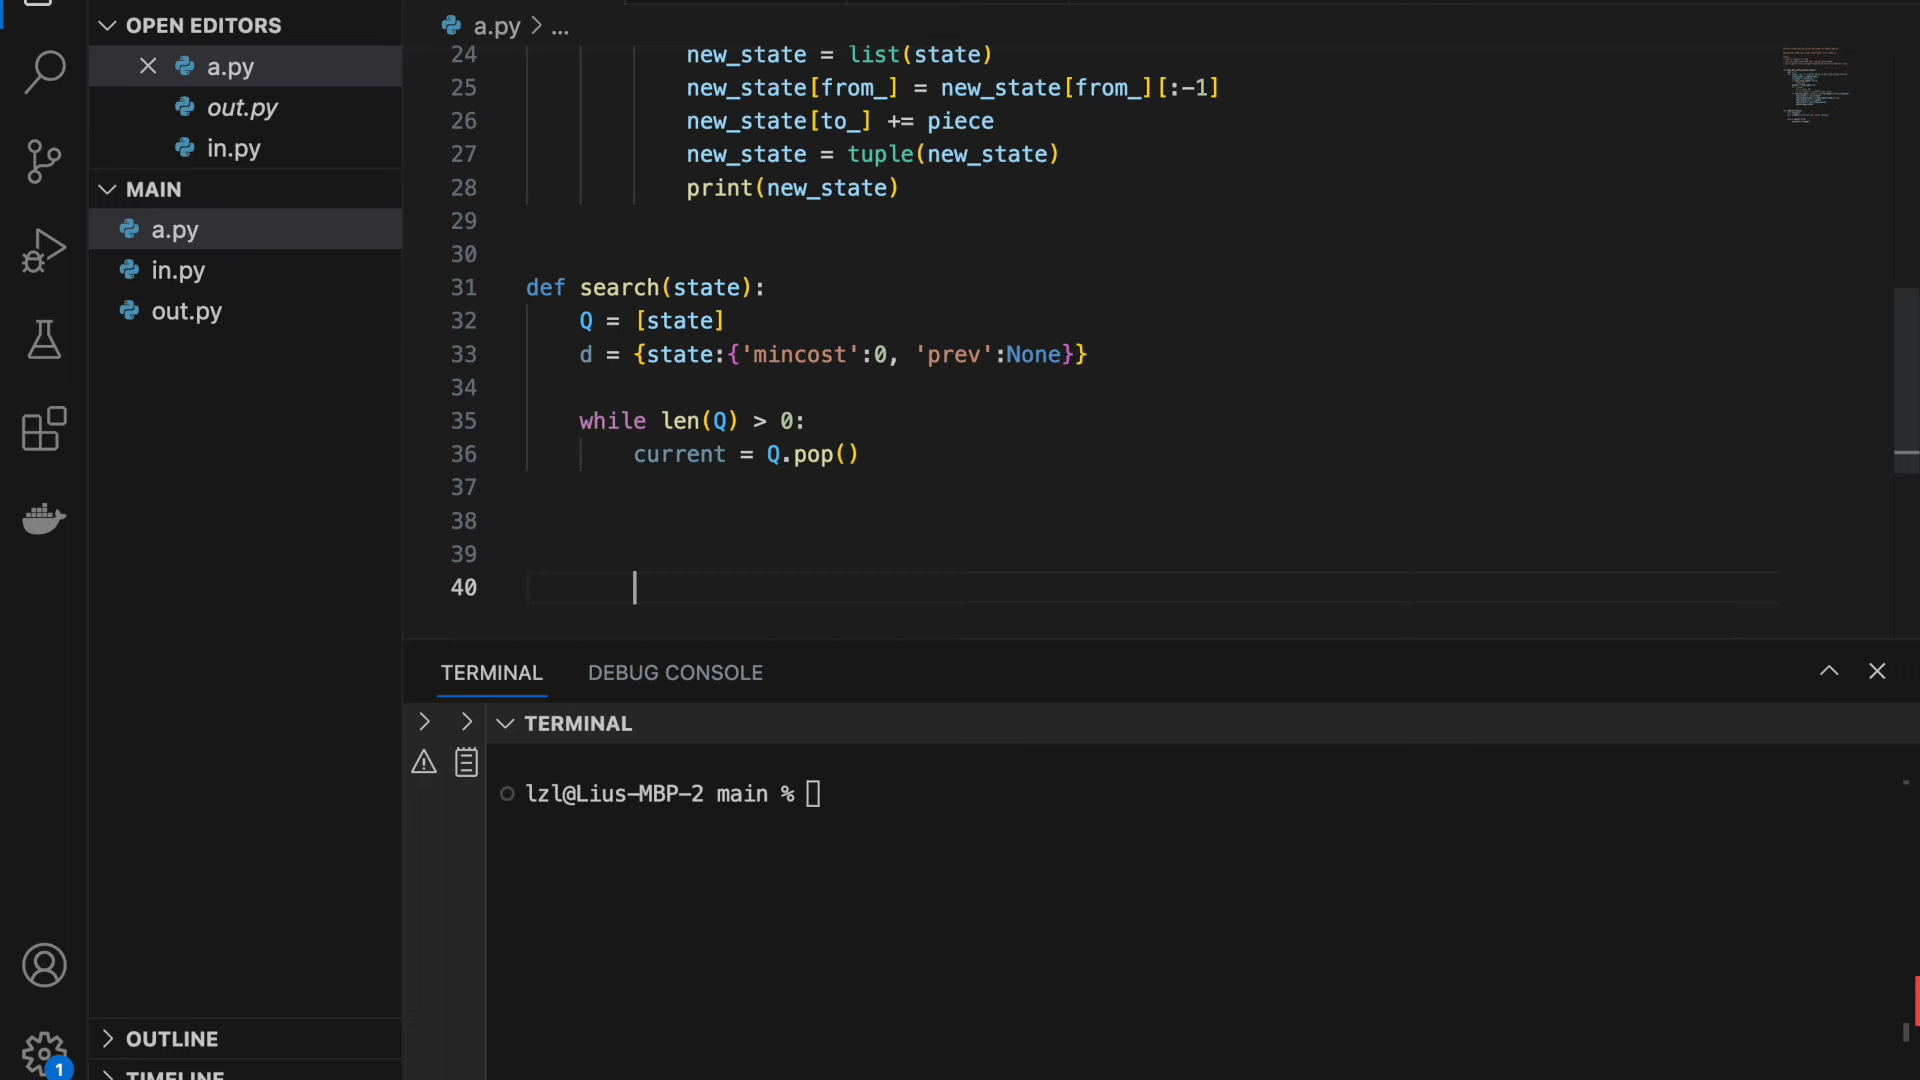 OPEN EDITORS
a.py
out.py
in.py
MAIN
a.py
in.py
out.py
OUTLINE
TIMELINE
1
a.py > ...
24 new_state = list(state)
25 new_state[from_] = new_state[from_][:-1]
26 new_state[to_] += piece
27 new_state = tuple(new_state)
28 print(new_state)
29
30
31 def search(state):
32 Q = [state]
33 d = {state:{'mincost':0, 'prev':None}}
34
35 while len(Q) > 0:
36 current = Q.pop()
37
38
39
40
TERMINAL DEBUG CONSOLE
TERMINAL
lzl@Lius-MBP-2 main %